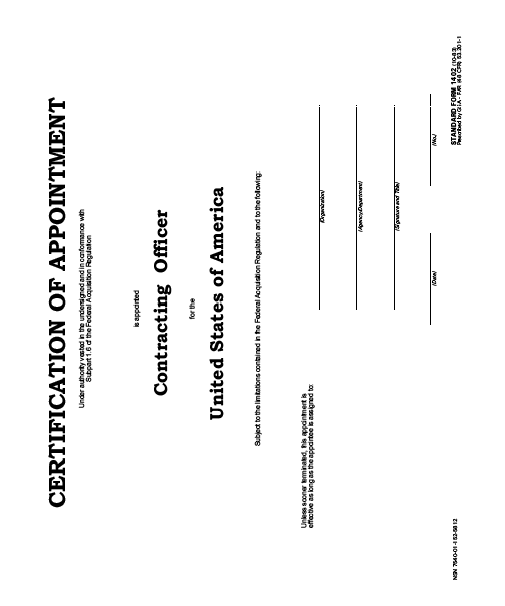 CERTIFICATION OF APPOINTMENT
Under authority vested in the undersigned and in conformance with
Subpart 1.6 of the Federal Acquisition Regulation
is appointed
Contracting Officer
for the
United States of America
Subject to the limitations contained in the Federal Acquisition Regulation and to the following:
Unless sooner terminated, this appointment is
effective as long as the appointee is assigned to:
(Organization)
(Agency/Department)
(Signature and Title)
(Date)
(No.)
NSN 7540-01-152-5812
STANDARD FORM 1402 (10-83)
Prescribed by GSA - FAR (48 CFR) 53.201-1